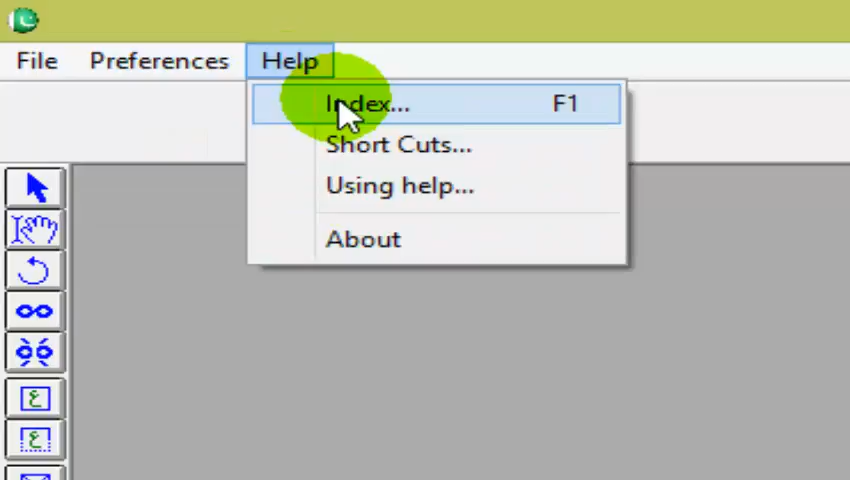 File Preferences Help
Index... F1
Short Cuts...
Using help...
About
ع
ع